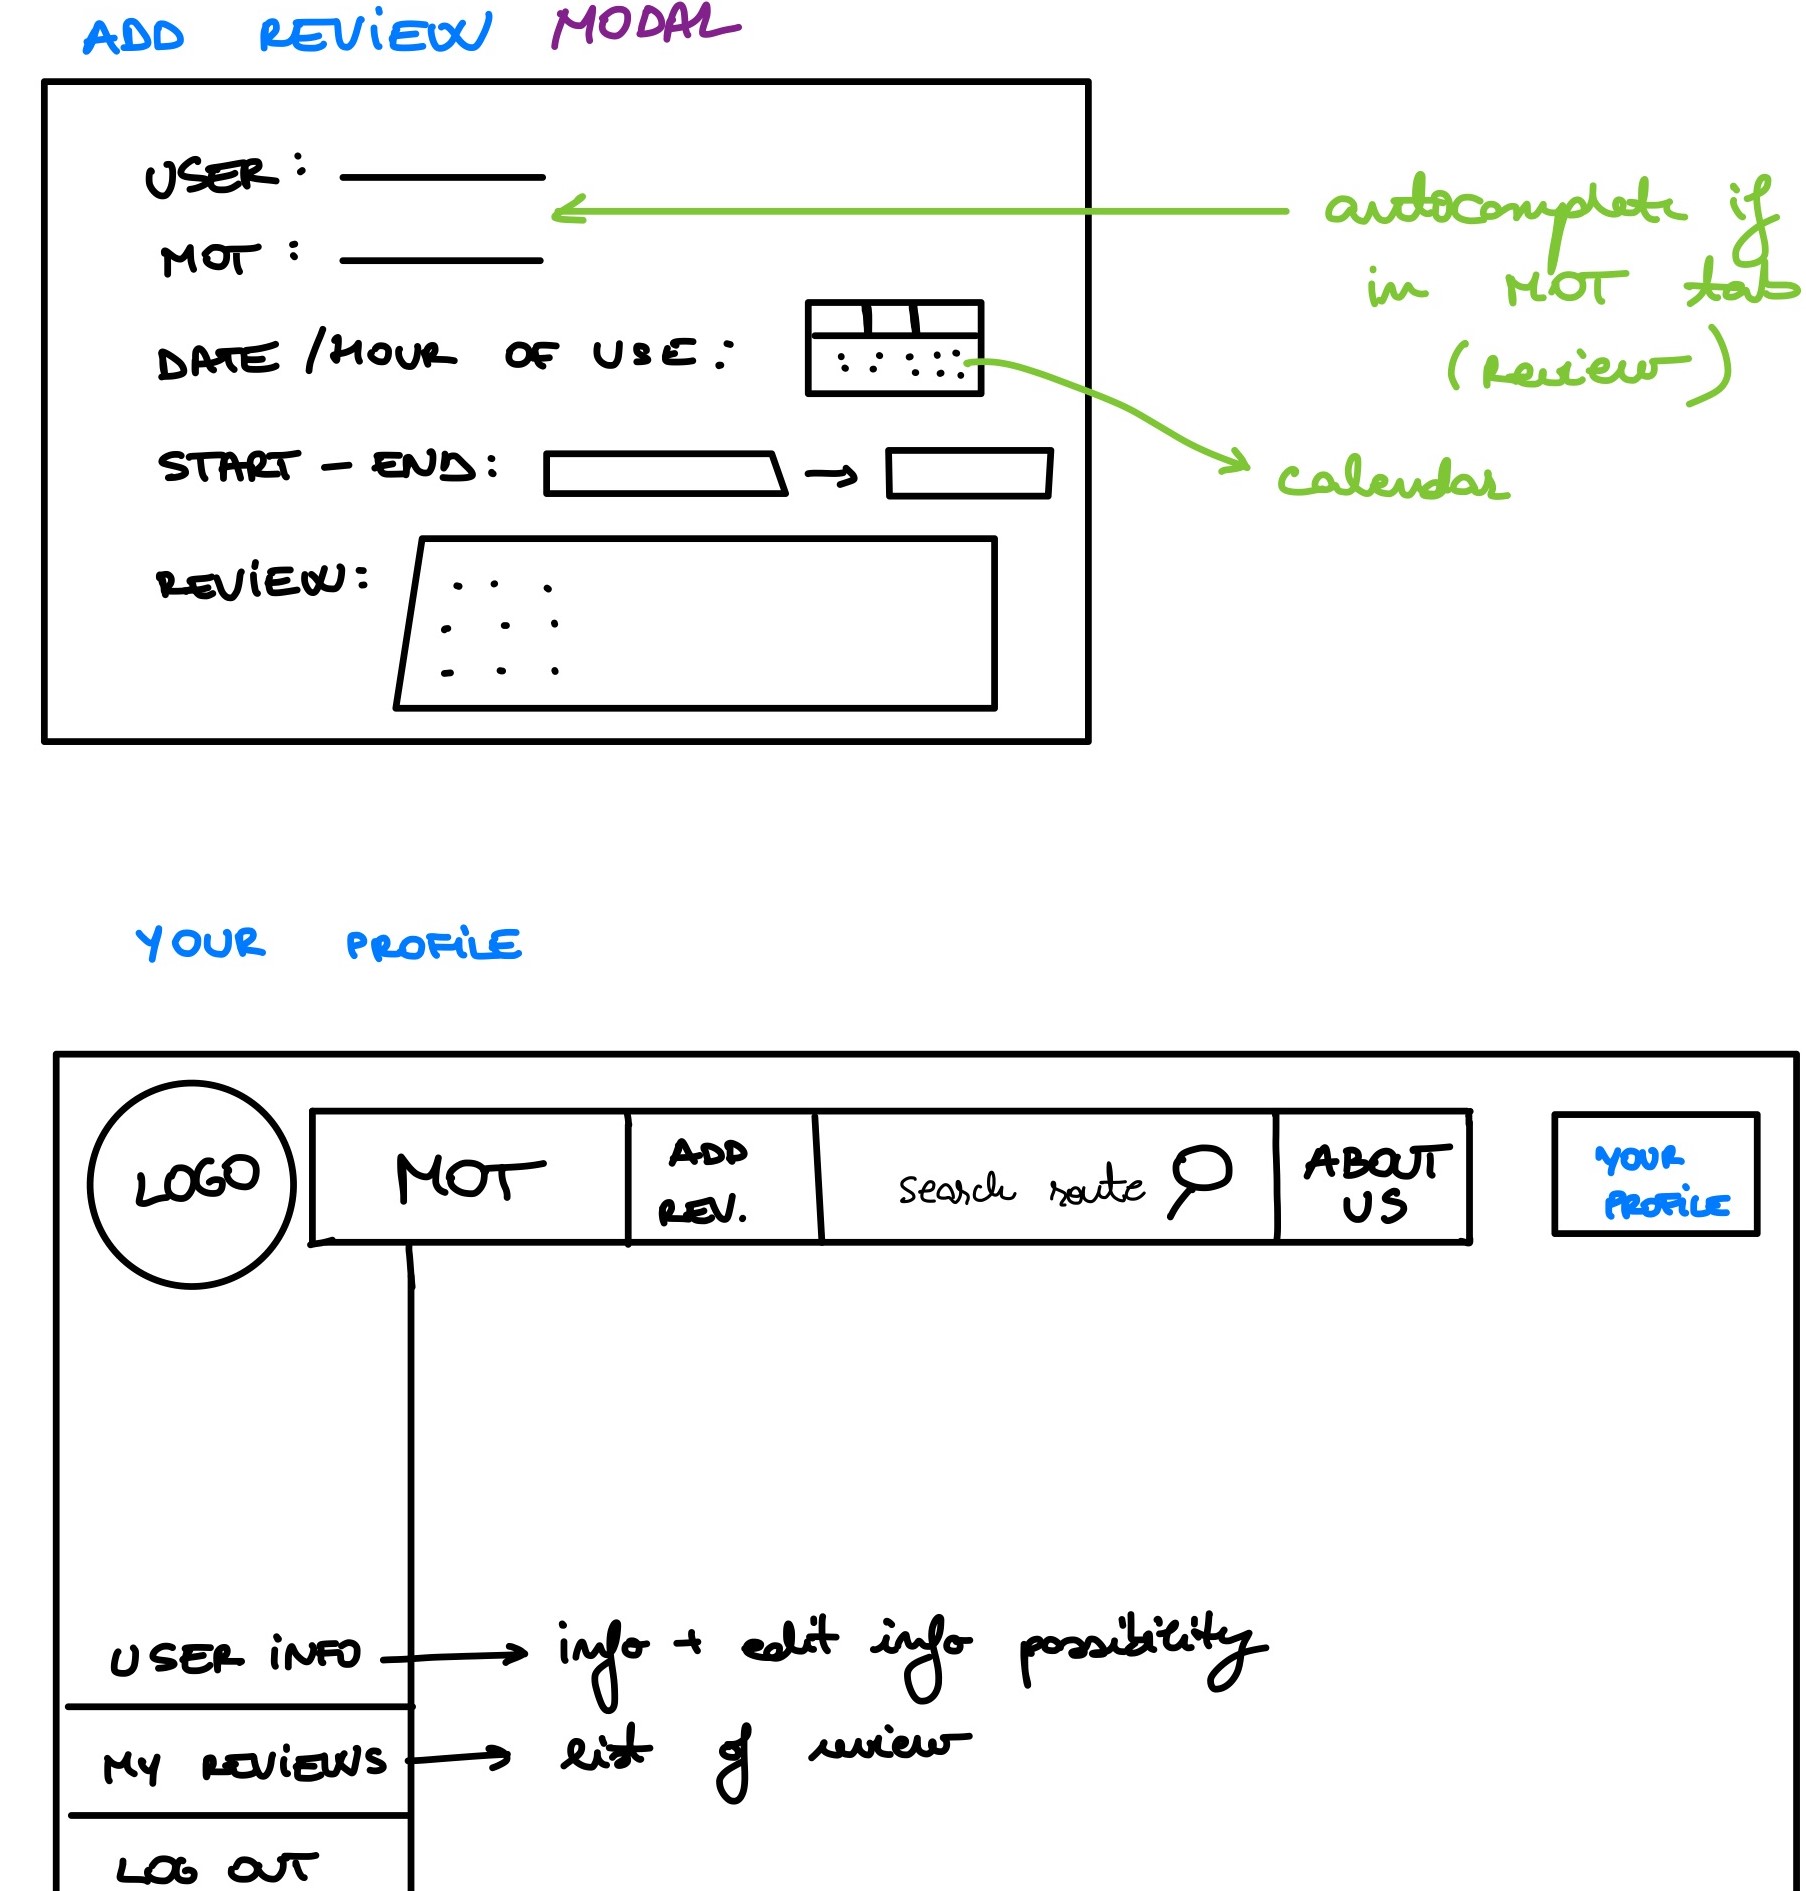 ADD REVIEW MODAL
USER:
autocomplete if
MOT:
in MOT tab
DATE/HOUR OF USE:
(Review)
START - END: →
calendar
REVIEW:
YOUR PROFILE
LOGO
MOT
ADD
REV.
search route
ABOUT
US
YOUR
PROFILE
USER INFO → info + edit info possibility
MY REVIEWS → list of review
LOG OUT